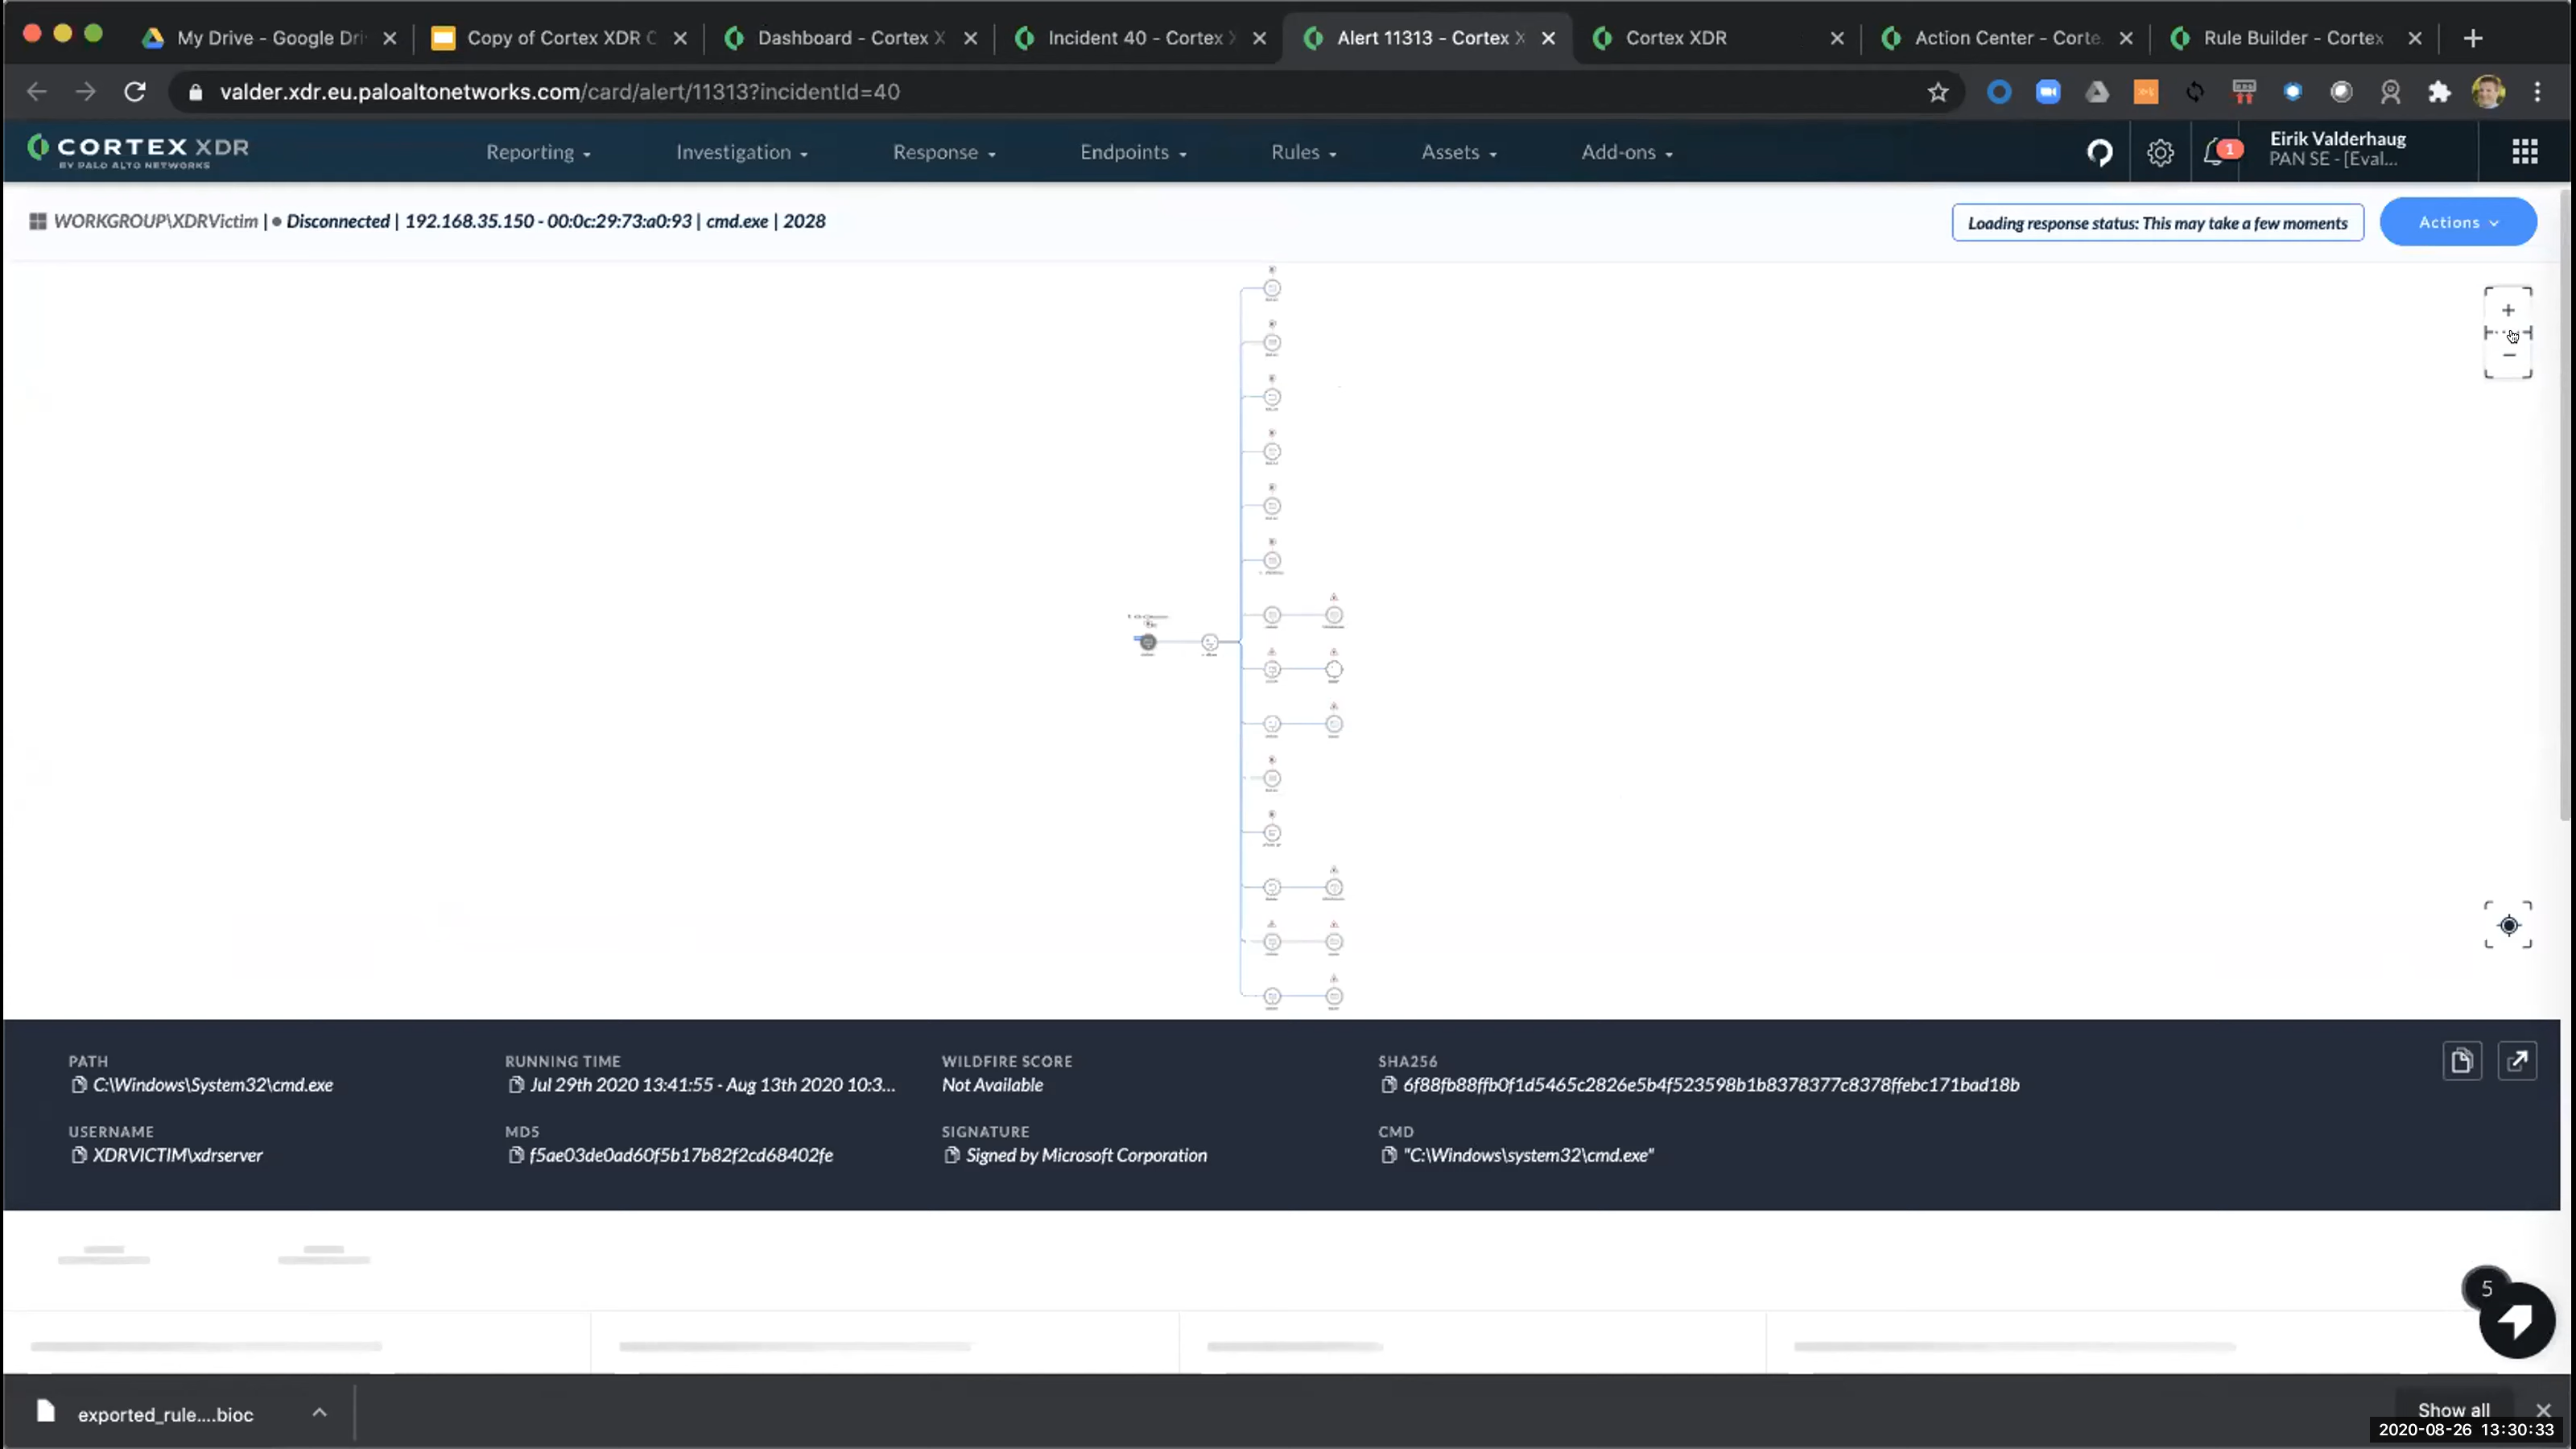 My Drive - Google Dri
Copy of Cortex XDR C
Dashboard - Cortex X
Incident 40 - Cortex X
Alert 11313 - Cortex X
Cortex XDR
Action Center - Corte
Rule Builder - Cortex
valder.xdr.eu.paloaltonetworks.com/card/alert/11313?incidentId=40
CORTEX XDR
BY PALO ALTO NETWORKS
Reporting
Investigation
Response
Endpoints
Rules
Assets
Add-ons
1
Eirik Valderhaug
PAN SE - [Eval...
WORKGROUP\XDRVictim | Disconnected | 192.168.35.150 - 00:0c:29:73:a0:93 | cmd.exe | 2028
Loading response status: This may take a few moments
Actions
+
−
PATH
C:\Windows\System32\cmd.exe
RUNNING TIME
Jul 29th 2020 13:41:55 - Aug 13th 2020 10:3...
WILDFIRE SCORE
Not Available
SHA256
6f88fb88ffb0f1d5465c2826e5b4f523598b1b8378377c8378ffebc171bad18b
USERNAME
XDRVICTIM\xdrserver
MD5
f5ae03de0ad60f5b17b82f2cd68402fe
SIGNATURE
Signed by Microsoft Corporation
CMD
"C:\Windows\system32\cmd.exe"
5
exported_rule....bioc
Show all
2020-08-26 13:30:33